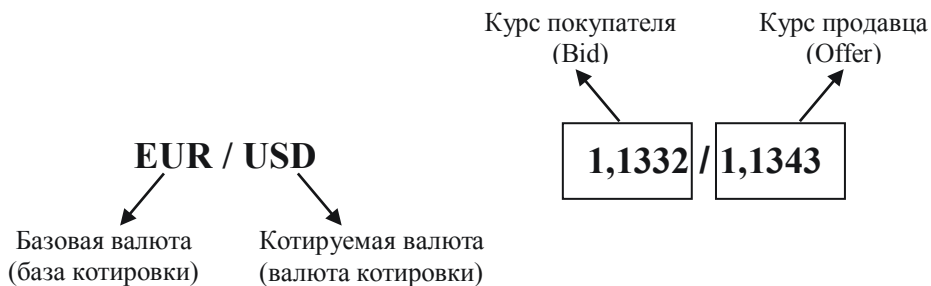 Курс покупателя
(Bid)
Курс продавца
(Offer)
EUR / USD
1,1332 / 1,1343
Базовая валюта
(база котировки)
Котируемая валюта
(валюта котировки)